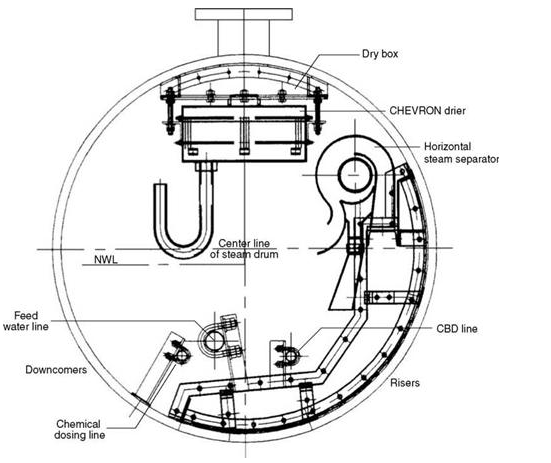 Dry box
CHEVRON drier
Horizontal
steam separator
Center line
of steam drum
NWL
Feed
water line
CBD line
Downcomers
Risers
Chemical
dosing line